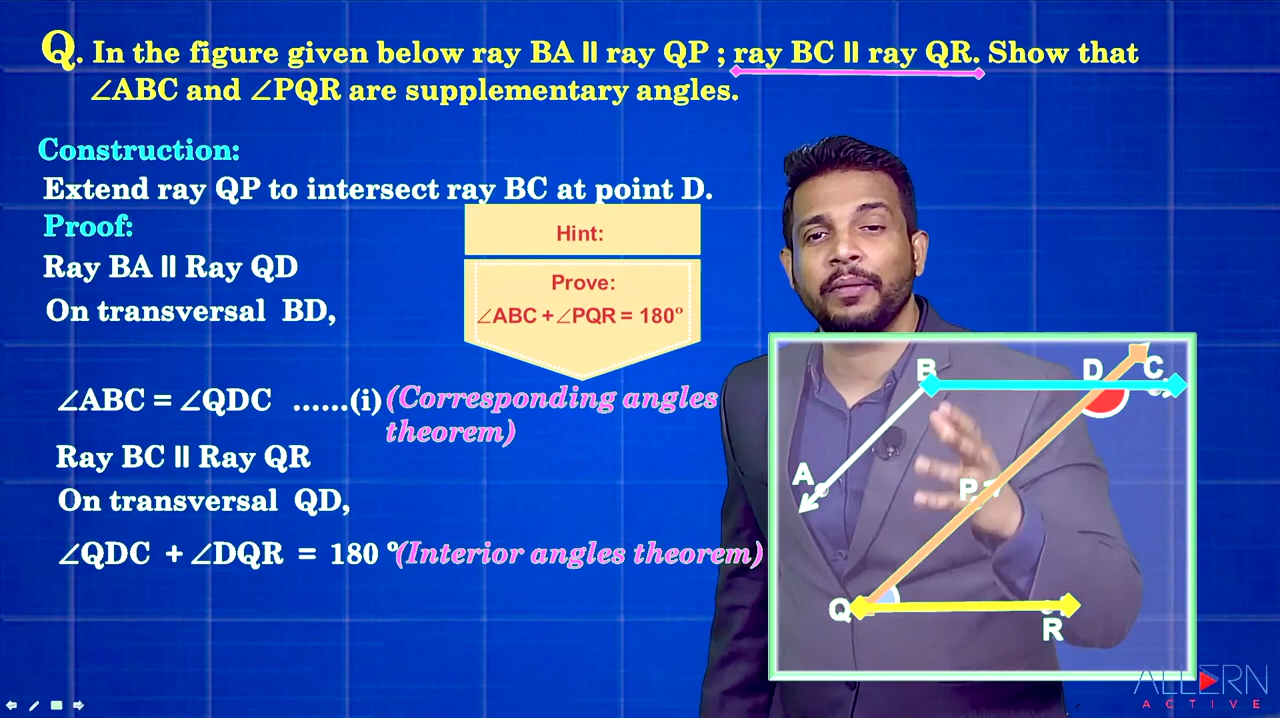 Q. In the figure given below ray BA ॥ ray QP ; ray BC ॥ ray QR. Show that
∠ABC and ∠PQR are supplementary angles.
Construction:
Extend ray QP to intersect ray BC at point D.
Proof:
Ray BA ॥ Ray QD
On transversal BD,
Hint:
Prove:
∠ABC +∠PQR = 180°
∠ABC = ∠QDC ......(i) (Corresponding angles
theorem)
Ray BC ॥ Ray QR
On transversal QD,
∠QDC + ∠DQR = 180 ° (Interior angles theorem)
B D C
A
P
Q
R
ALLERN
ACTIVE